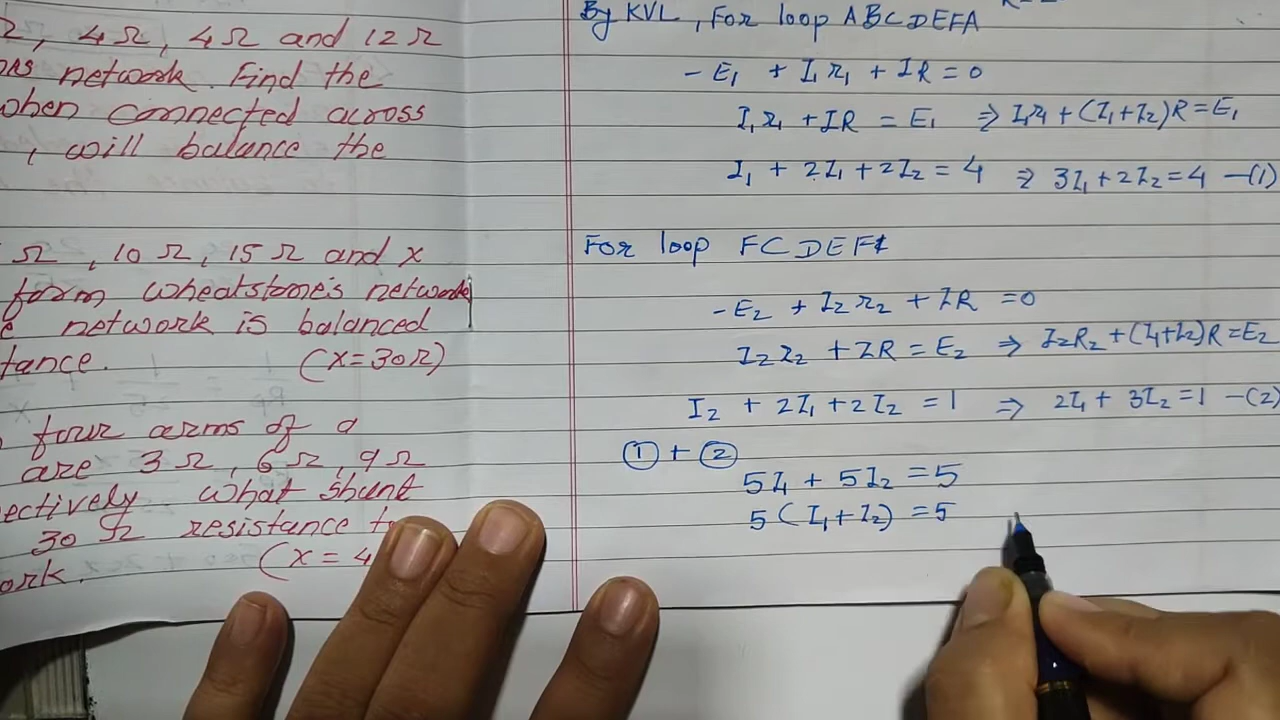 Ω, 4Ω, 4Ω and 12Ω
network. Find the
when connected across
, will balance the
Ω, 10Ω, 15Ω and x
form wheatstone's network
network is balanced
tance. (x=30Ω)
four arms of a
are 3Ω, 6Ω, 9Ω
ectively what shunt
30Ω resistance to
(x = 4
ork.
By KVL, For loop ABCDEFA
- E₁ + I₁r₁ + IR = 0
I₁r₁ + IR = E₁ ⇒ I₁r₁ + (I₁+I₂)R = E₁
I₁ + 2I₁ + 2I₂ = 4 ⇒ 3I₁ + 2I₂ = 4 —(1)
For loop FCDEF
- E₂ + I₂r₂ + IR = 0
I₂r₂ + IR = E₂ ⇒ I₂R₂ + (I₁+I₂)R = E₂
I₂ + 2I₁ + 2I₂ = 1 ⇒ 2I₁ + 3I₂ = 1 —(2)
① + ②
5I₁ + 5I₂ = 5
5(I₁+I₂) = 5